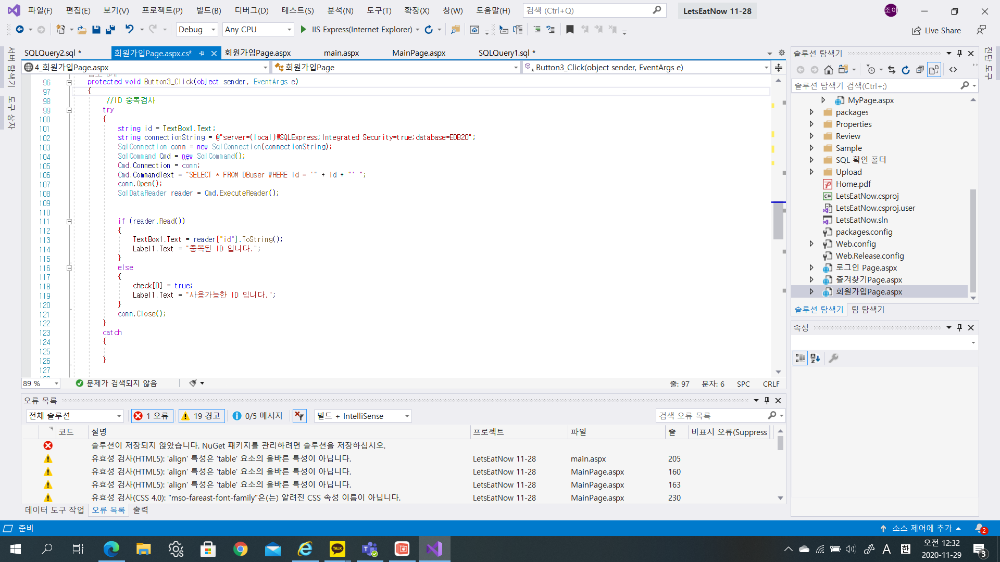 파일(F) 편집(E) 보기(V) 프로젝트(P) 빌드(B) 디버그(D) 테스트(S) 분석(N) 도구(T) 확장(X) 창(W) 도움말(H) 검색 (Ctrl+Q) LetsEatNow 11-28 조이
Debug Any CPU IIS Express(Internet Explorer) Live Share
서버 탐색기
도구 상자
SQLQuery2.sql * 회원가입Page.aspx.cs* 회원가입Page.aspx main.aspx MainPage.aspx SQLQuery1.sql *
4_회원가입Page.aspx 회원가입Page Button3_Click(object sender, EventArgs e)
96 protected void Button3_Click(object sender, EventArgs e)
97 {
98 //ID 중복검사
99 try
100 {
101 string id = TextBox1.Text;
102 string connectionString = @"server=(local)₩SQLExpress;Integrated Security=true;database=EDB20";
103 SqlConnection conn = new SqlConnection(connectionString);
104 SqlCommand Cmd = new SqlCommand();
105 Cmd.Connection = conn;
106 Cmd.CommandText = "SELECT * FROM DBuser WHERE id = '" + id + "' ";
107 conn.Open();
108 SqlDataReader reader = Cmd.ExecuteReader();
109
110
111 if (reader.Read())
112 {
113 TextBox1.Text = reader["id"].ToString();
114 Label1.Text = "중복된 ID 입니다.";
115 }
116 else
117 {
118 check[0] = true;
119 Label1.Text = "사용가능한 ID 입니다.";
120 }
121 conn.Close();
122 }
123 catch
124 {
125
126 }
127
89 % 문제가 검색되지 않음 줄: 97 문자: 6 SPC CRLF
오류 목록
전체 솔루션 1 오류 19 경고 0/5 메시지 빌드 + IntelliSense 검색 오류 목록
코드 설명 프로젝트 파일 줄 비표시 오류(Suppress
솔루션이 저장되지 않았습니다. NuGet 패키지를 관리하려면 솔루션을 저장하십시오.
유효성 검사(HTML5): 'align' 특성은 'table' 요소의 올바른 특성이 아닙니다. LetsEatNow 11-28 main.aspx 205
유효성 검사(HTML5): 'align' 특성은 'table' 요소의 올바른 특성이 아닙니다. LetsEatNow 11-28 MainPage.aspx 160
유효성 검사(HTML5): 'align' 특성은 'table' 요소의 올바른 특성이 아닙니다. LetsEatNow 11-28 MainPage.aspx 163
유효성 검사(CSS 4.0): "mso-fareast-font-family"은(는) 알려진 CSS 속성 이름이 아닙니다. LetsEatNow 11-28 MainPage.aspx 230
데이터 도구 작업 오류 목록 출력
솔루션 탐색기
솔루션 탐색기 검색(Ctrl+;)
MyPage.aspx
packages
Properties
Review
Sample
SQL 확인 폴더
Upload
Home.pdf
LetsEatNow.csproj
LetsEatNow.csproj.user
LetsEatNow.sln
packages.config
Web.config
Web.Release.config
로그인 Page.aspx
즐겨찾기Page.aspx
회원가입Page.aspx
솔루션 탐색기 팀 탐색기
속성
진단 도구
준비 소스 제어에 추가 2
TALK A 한 오전 12:32
2020-11-29 3